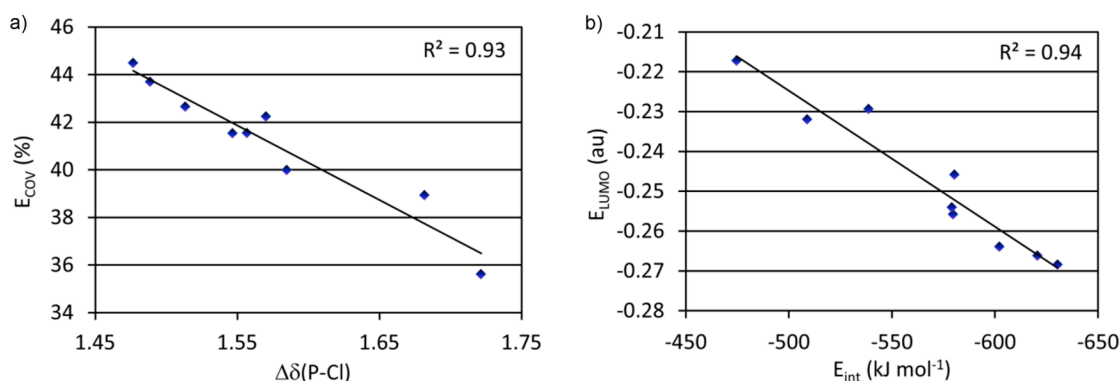 a)
46
44
42
40
38
36
34
E_COV (%)
R² = 0.93
1.45 1.55 1.65 1.75
Δδ(P-Cl)
b)
-0.21
-0.22
-0.23
-0.24
-0.25
-0.26
-0.27
-0.28
E_LUMO (au)
R² = 0.94
-450 -500 -550 -600 -650
E_int (kJ mol⁻¹)